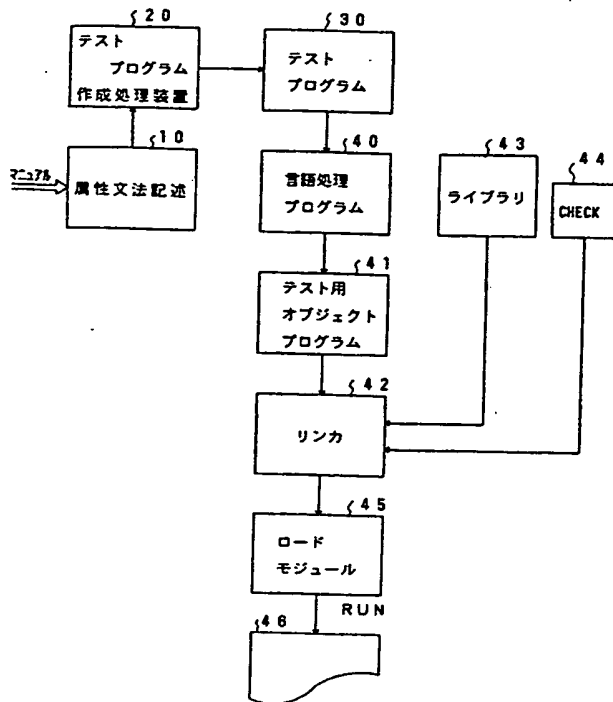 20
テスト
プログラム
作成処理装置
30
テスト
プログラム
10
マニュアル
属性文法記述
40
言語処理
プログラム
43
ライブラリ
44
CHECK
41
テスト用
オブジェクト
プログラム
42
リンカ
45
ロード
モジュール
RUN
46